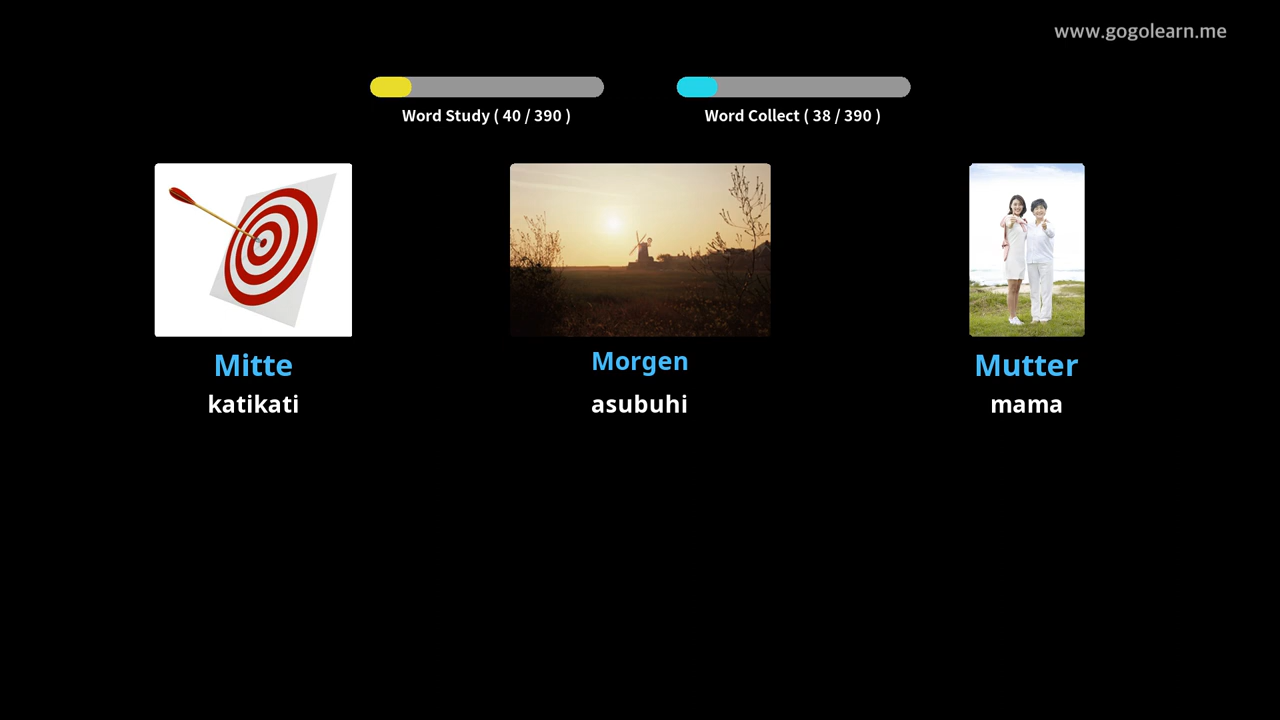 www.gogolearn.me
Word Study ( 40 / 390 )
Word Collect ( 38 / 390 )
Mitte
katikati
Morgen
asubuhi
Mutter
mama